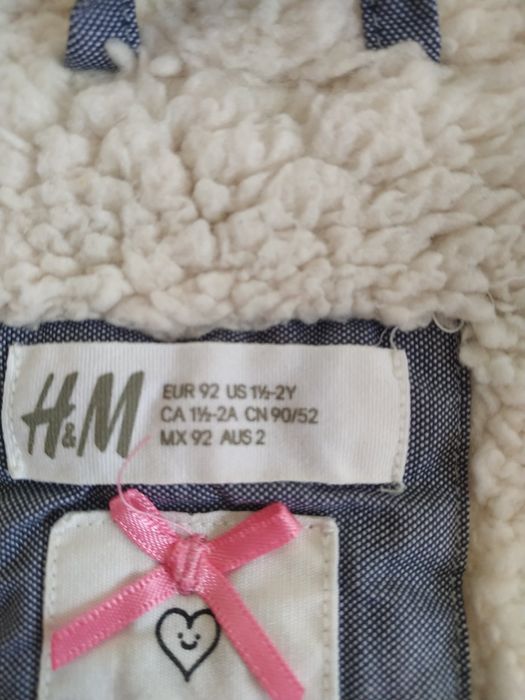 H&M
EUR 92 US 1½-2Y
CA 1½-2A CN 90/52
MX 92 AUS 2